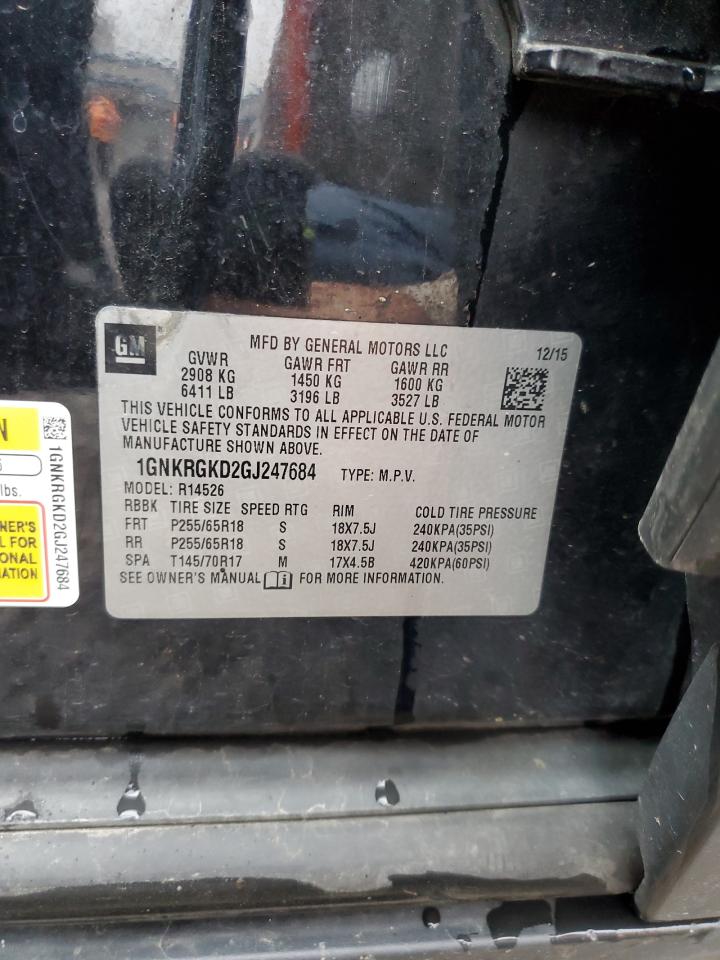 GM
MFD BY GENERAL MOTORS LLC
12/15
GVWR GAWR FRT GAWR RR
2908 KG 1450 KG 1600 KG
6411 LB 3196 LB 3527 LB
THIS VEHICLE CONFORMS TO ALL APPLICABLE U.S. FEDERAL MOTOR
VEHICLE SAFETY STANDARDS IN EFFECT ON THE DATE OF
MANUFACTURE SHOWN ABOVE.
1GNKRGKD2GJ247684 TYPE: M.P.V.
MODEL: R14526
RBBK TIRE SIZE SPEED RTG RIM COLD TIRE PRESSURE
FRT P255/65R18 S 18X7.5J 240KPA(35PSI)
RR P255/65R18 S 18X7.5J 240KPA(35PSI)
SPA T145/70R17 M 17X4.5B 420KPA(60PSI)
SEE OWNER'S MANUAL FOR MORE INFORMATION.
N
lbs.
NER'S
L FOR
ONAL
ATION
1GNKRGKD2GJ247684